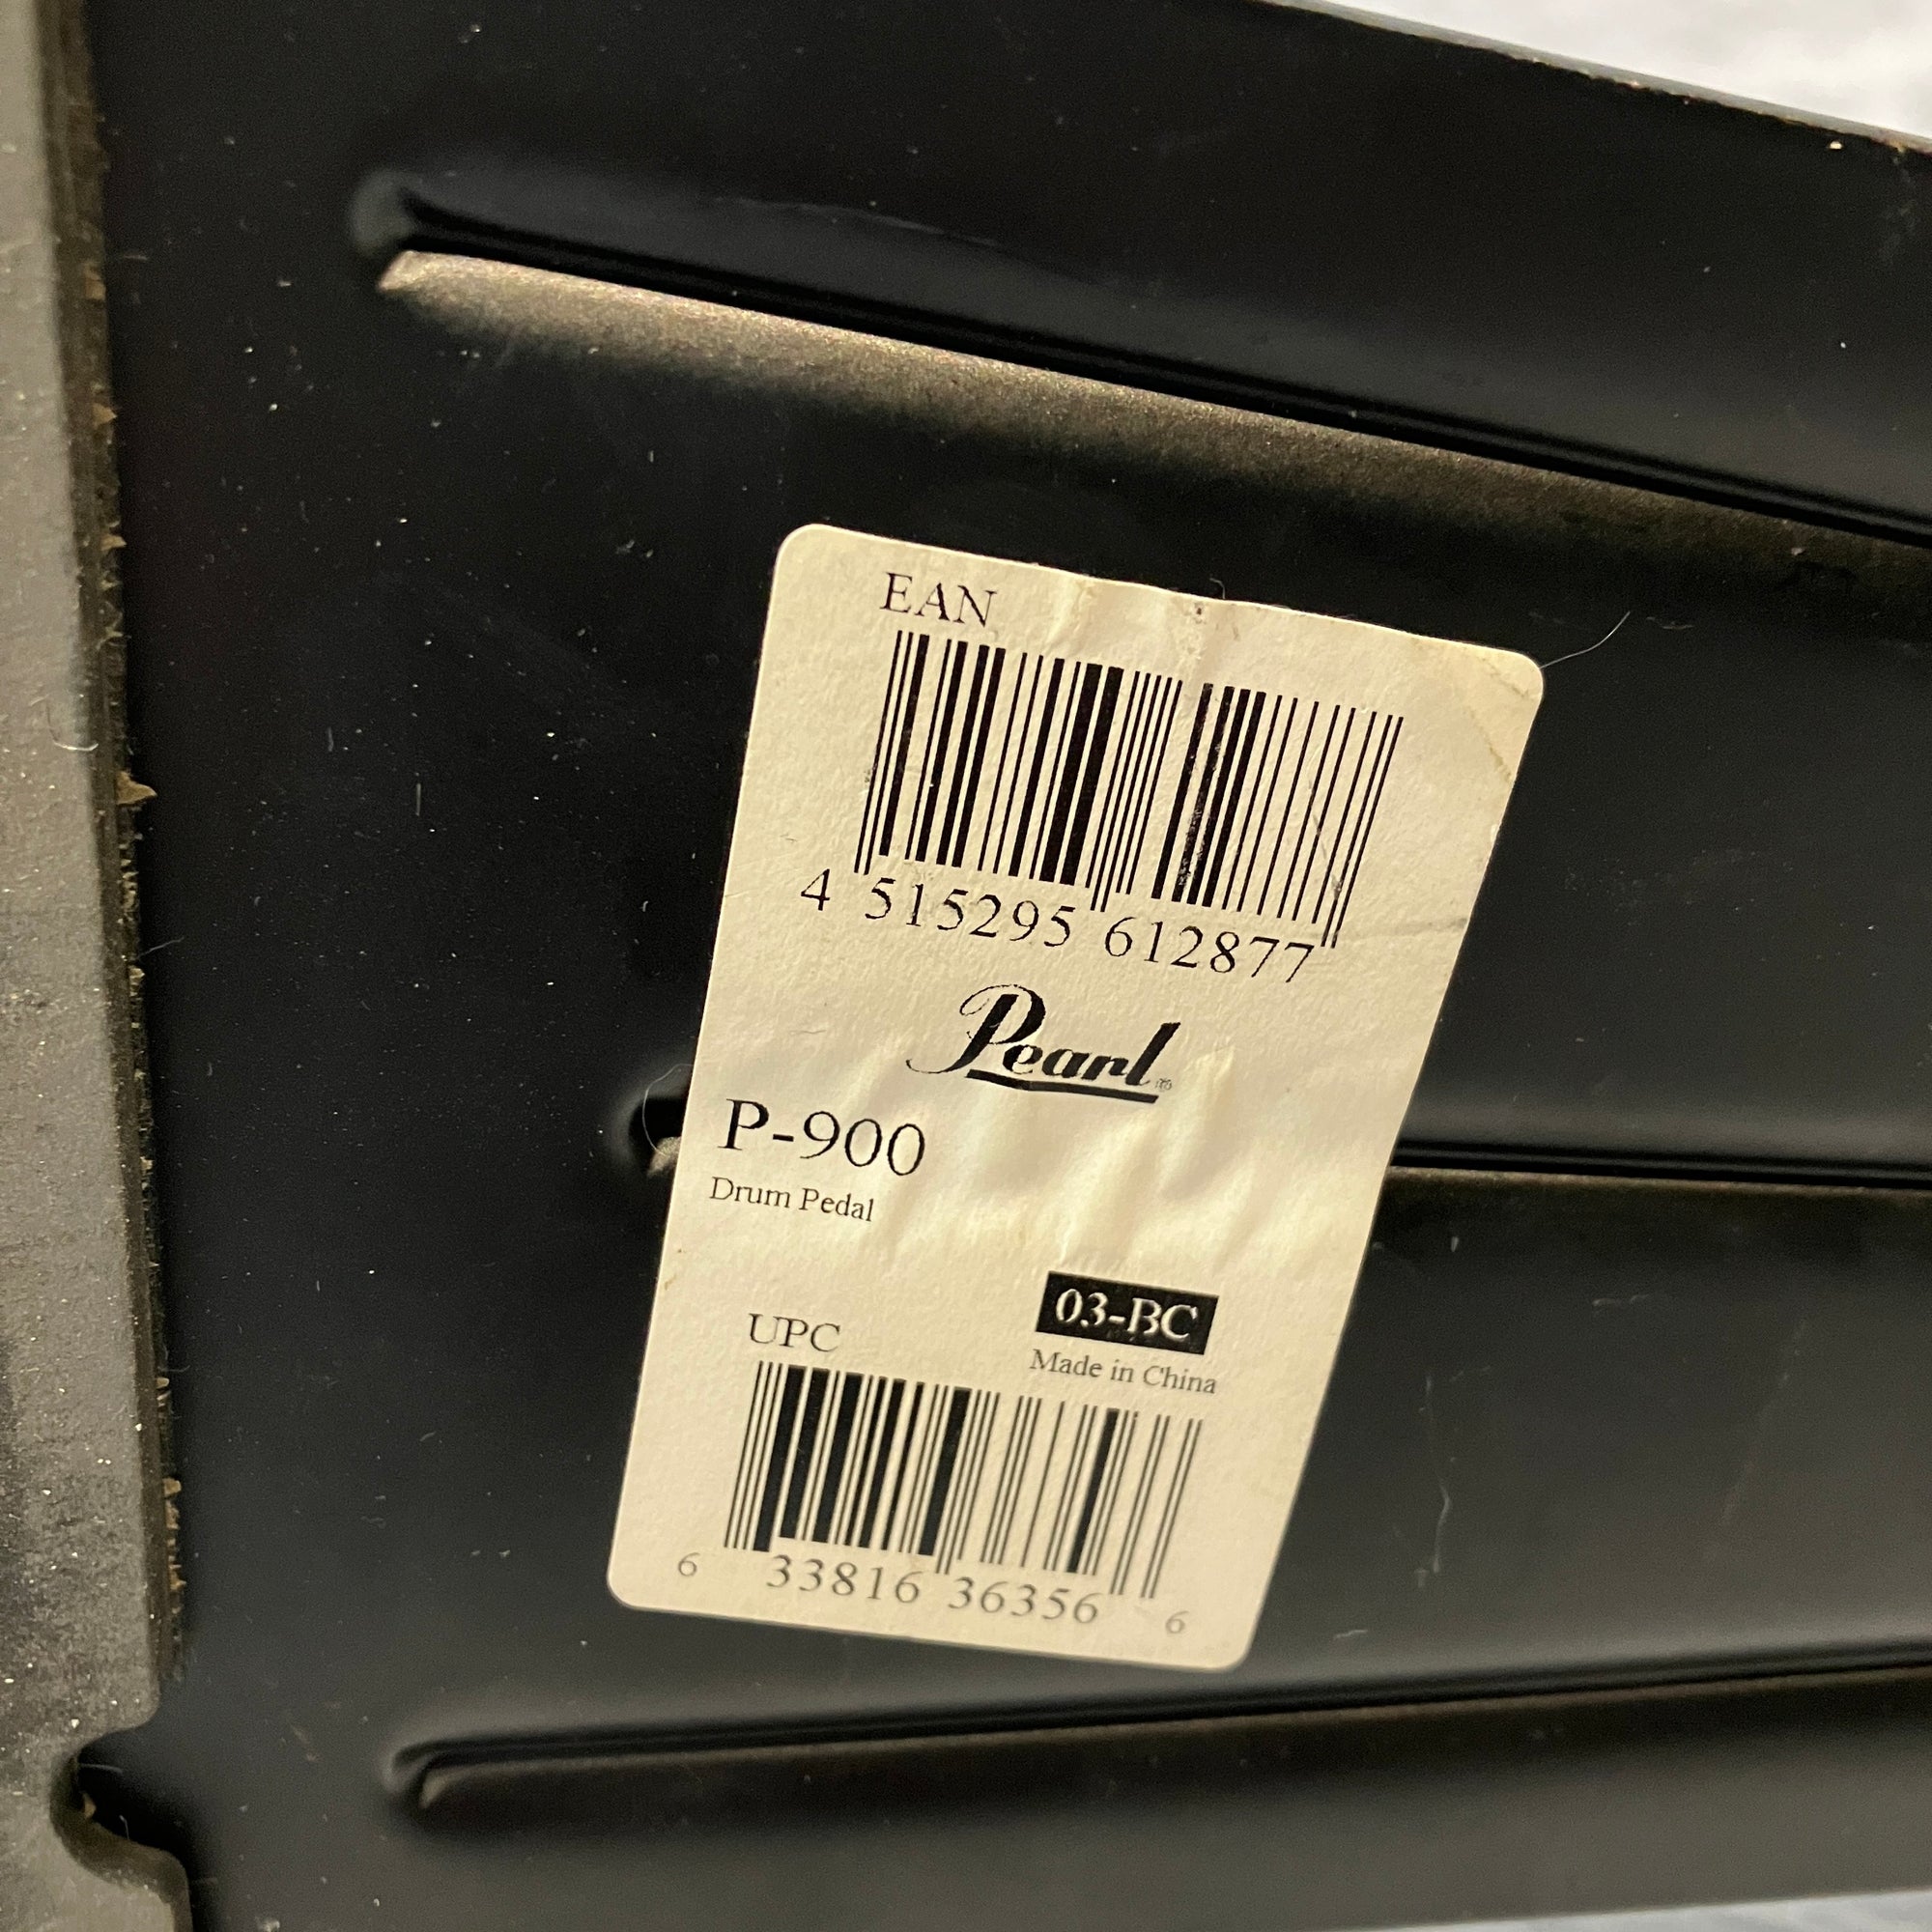 EAN
4 515295 612877
Pearl®
P-900
Drum Pedal
03-BC
Made in China
UPC
6 33816 36356 6